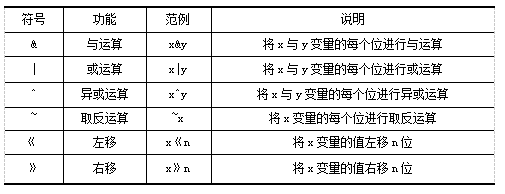 符号 功能 范例 说明
& 与运算 x&y 将 x 与 y 变量的每个位进行与运算
| 或运算 x|y 将 x 与 y 变量的每个位进行或运算
^ 异或运算 x^y 将 x 与 y 变量的每个位进行异或运算
~ 取反运算 ~x 将 x 变量的每个位进行取反运算
《 左移 x《n 将 x 变量的值左移 n 位
》 右移 x》n 将 x 变量的值右移 n 位